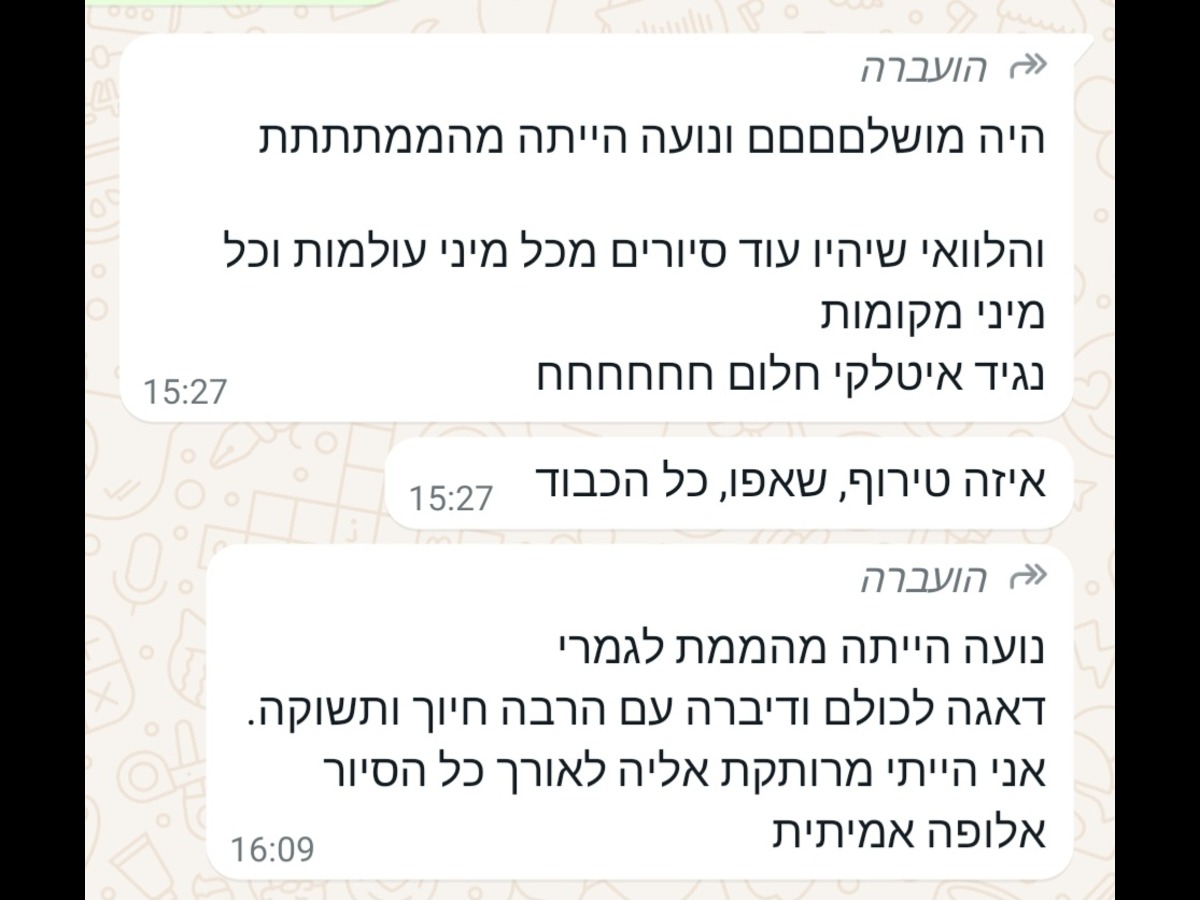 הועברה
היה מושלםםםם ונועה הייתה מהממתתתת
והלוואי שיהיו עוד סיורים מכל מיני עולמות וכל
מיני מקומות
נגיד איטלקי חלום חחחחחח
15:27
איזה טירוף, שאפו, כל הכבוד
15:27
הועברה
נועה הייתה מהממת לגמרי
דאגה לכולם ודיברה עם הרבה חיוך ותשוקה.
אני הייתי מרותקת אליה לאורך כל הסיור
אלופה אמיתית
16:09